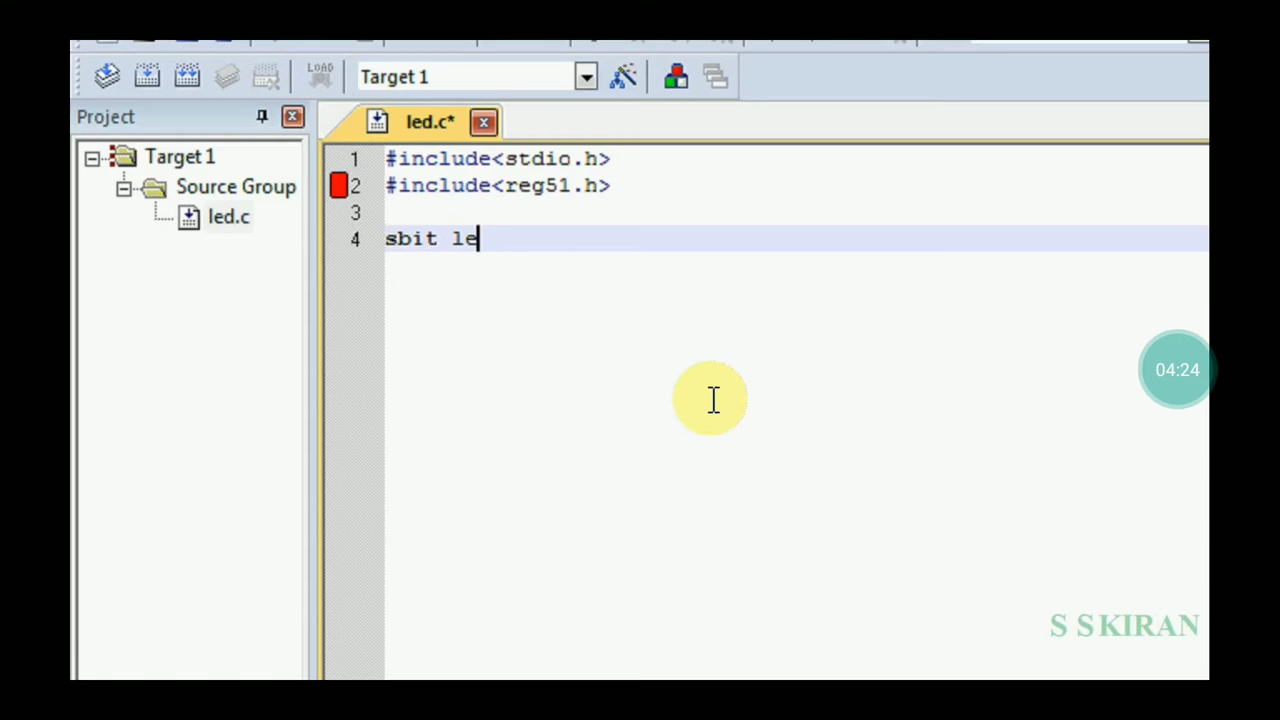 LOAD
Target 1
Project
led.c*
Target 1
Source Group
led.c
1 #include<stdio.h>
2 #include<reg51.h>
3
4 sbit le
04:24
S S KIRAN